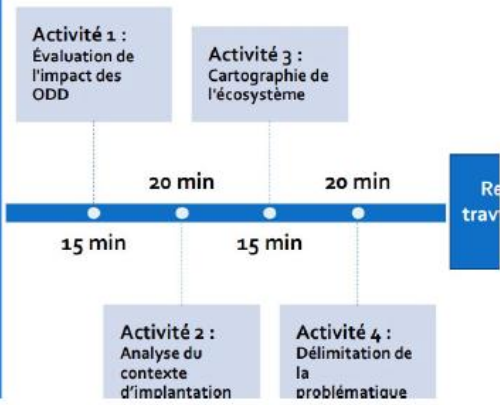 Activité 1 :
Évaluation de
l'impact des
ODD
Activité 3 :
Cartographie de
l'écosystème
20 min
20 min
15 min
15 min
Activité 2 :
Analyse du
contexte
d'implantation
Activité 4 :
Délimitation de
la
problématique